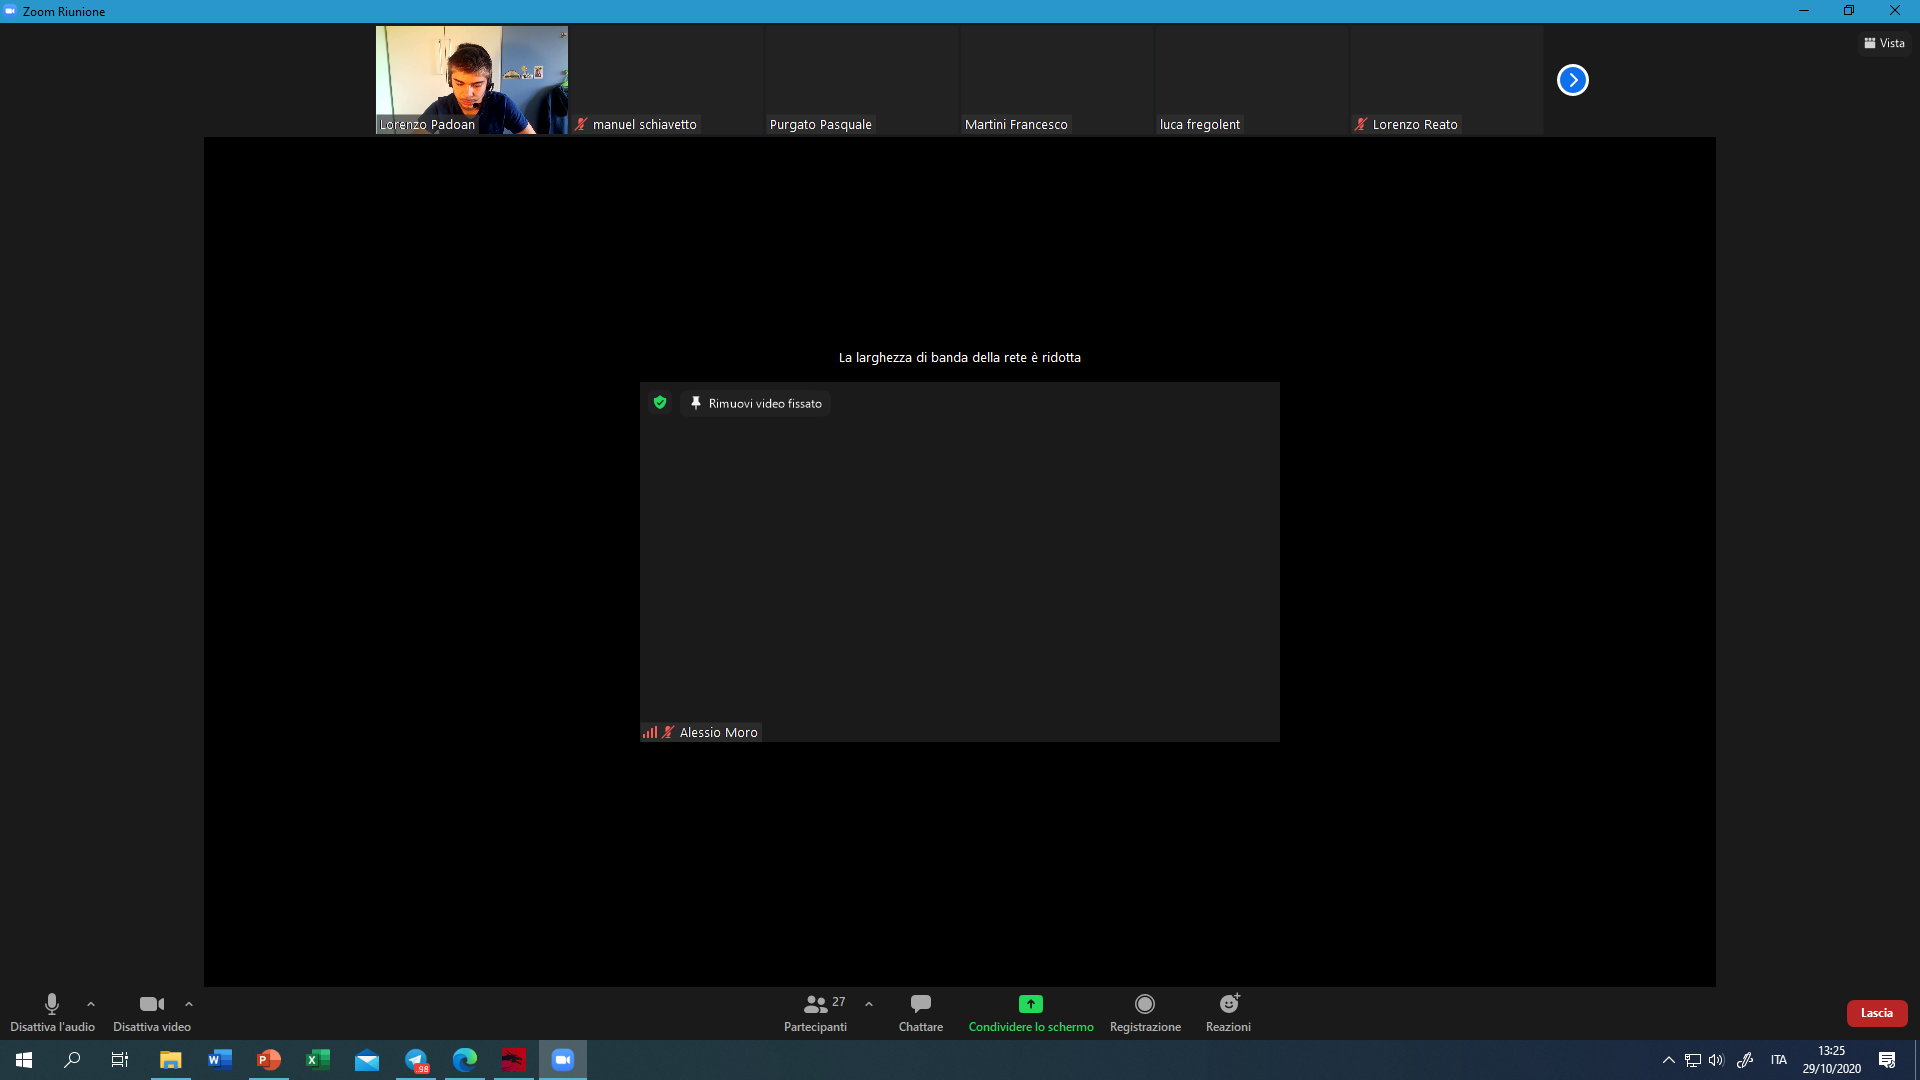 Zoom Riunione
Vista
Lorenzo Padoan
manuel schiavetto
Purgato Pasquale
Martini Francesco
luca fregolent
Lorenzo Reato
La larghezza di banda della rete è ridotta
Rimuovi video fissato
Alessio Moro
27
Disattiva l'audio
Disattiva video
Partecipanti
Chattare
Condividere lo schermo
Registrazione
Reazioni
Lascia
ITA
13:25
29/10/2020
W
P
X
.98